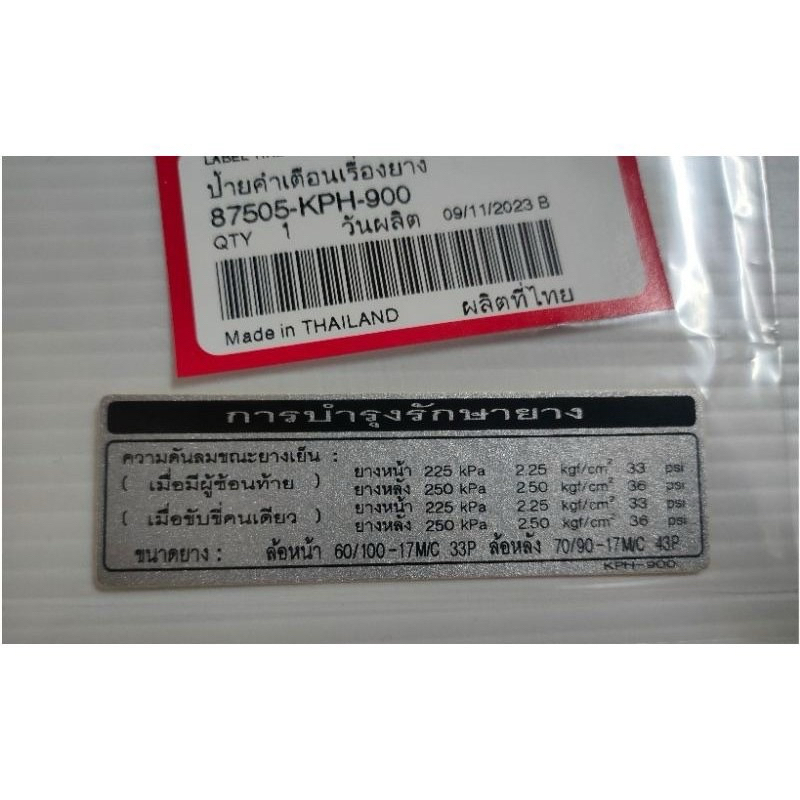 LABEL
ป้ายคำเตือนเรื่องยาง
87505-KPH-900
QTY 1 วันผลิต 09/11/2023 B
Made in THAILAND ผลิตที่ไทย
การบำรุงรักษายาง
ความดันลมขณะยางเย็น :
( เมื่อมีผู้ซ้อนท้าย ) ยางหน้า 225 kPa 2.25 kgf/cm² 33 psi
ยางหลัง 250 kPa 2.50 kgf/cm² 36 psi
( เมื่อขับขี่คนเดียว ) ยางหน้า 225 kPa 2.25 kgf/cm² 33 psi
ยางหลัง 250 kPa 2.50 kgf/cm² 36 psi
ขนาดยาง : ล้อหน้า 60/100-17M/C 33P ล้อหลัง 70/90-17M/C 43P
KPH-900